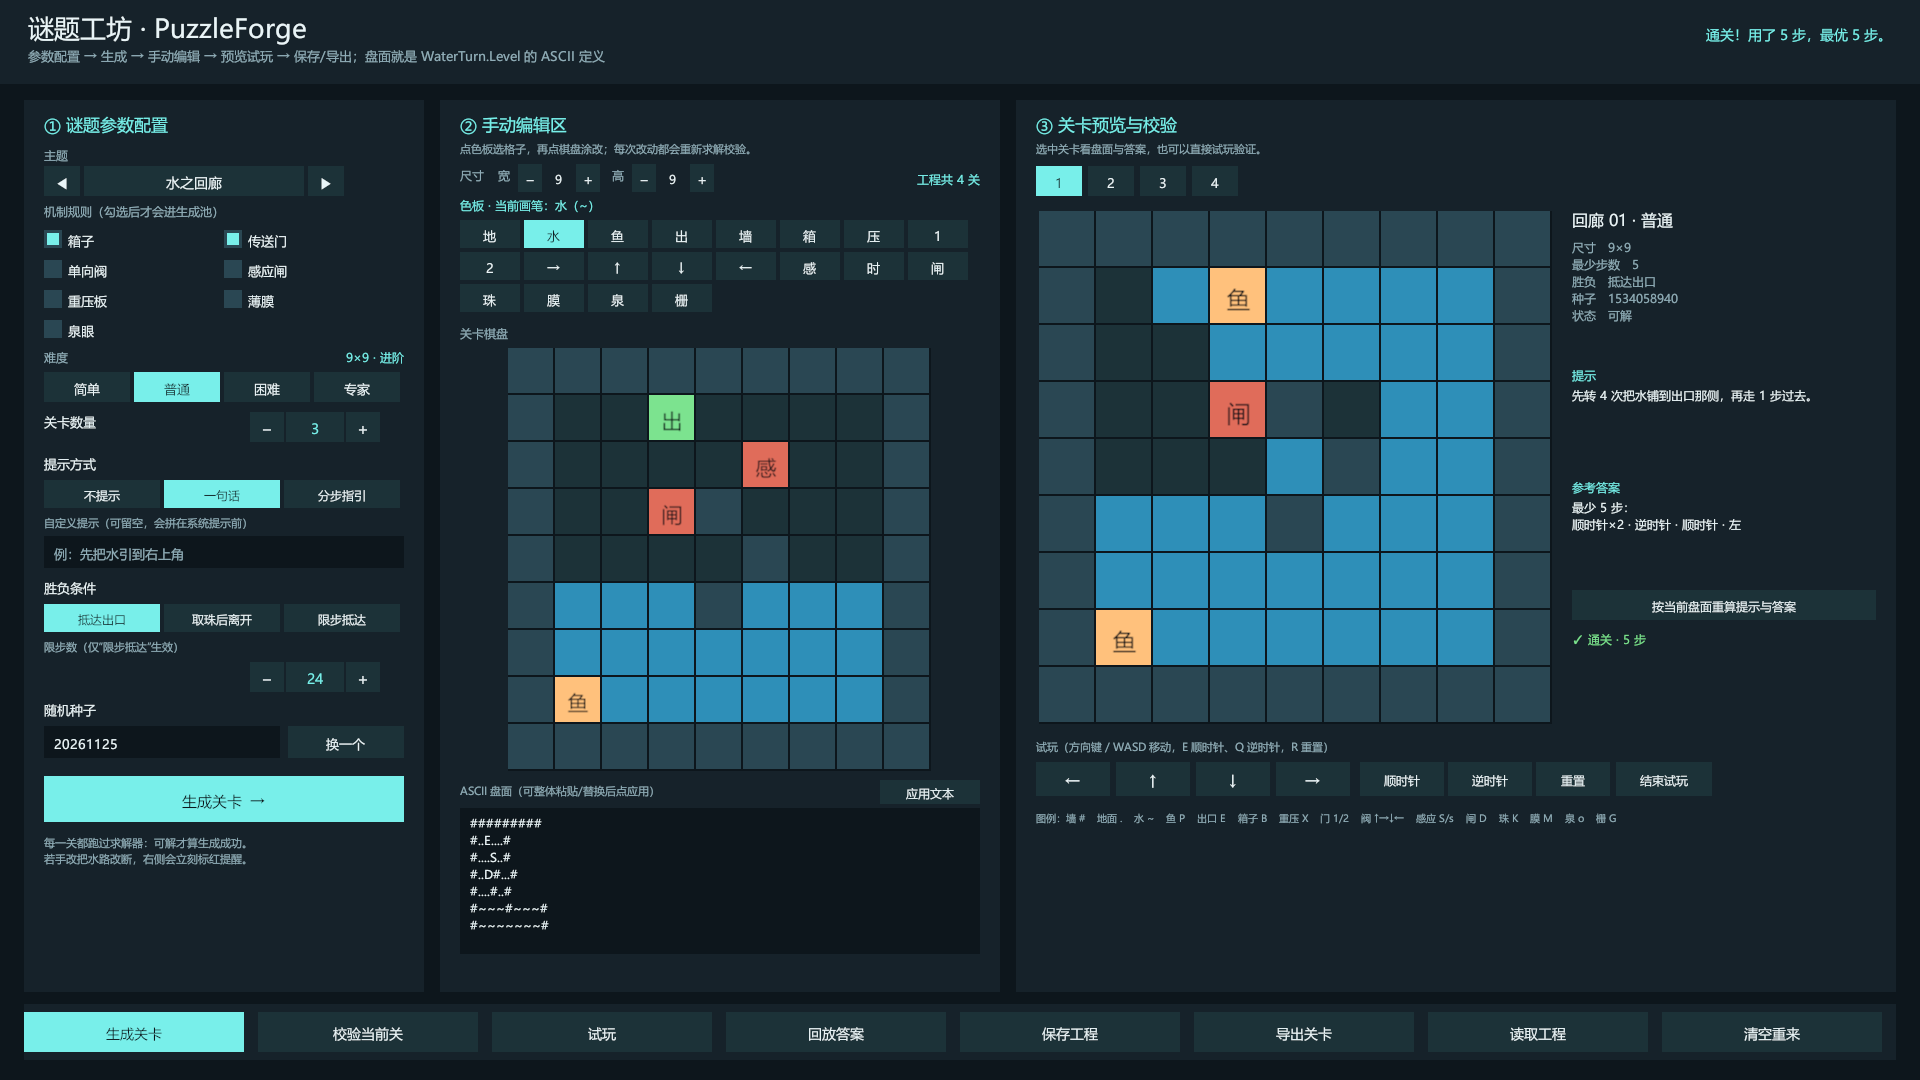 谜题工坊 · PuzzleForge
参数配置 → 生成 → 手动编辑 → 预览试玩 → 保存/导出；盘面就是 WaterTurn.Level 的 ASCII 定义
通关！用了 5 步，最优 5 步。
① 谜题参数配置
主题
◀ 水之回廊 ▶
机制规则（勾选后才会进生成池）
箱子 传送门
单向阀 感应闸
重压板 薄膜
泉眼
难度 9×9 · 进阶
简单 普通 困难 专家
关卡数量 − 3 +
提示方式
不提示 一句话 分步指引
自定义提示（可留空，会拼在系统提示前）
例：先把水引到右上角
胜负条件
抵达出口 取珠后离开 限步抵达
限步数（仅"限步抵达"生效）
− 24 +
随机种子
20261125 换一个
生成关卡 →
每一关都跑过求解器：可解才算生成成功。
若手改把水路改断，右侧会立刻标红提醒。
② 手动编辑区
点色板选格子，再点棋盘涂改；每次改动都会重新求解校验。
尺寸 宽 − 9 + 高 − 9 + 工程共 4 关
色板 · 当前画笔：水（~）
地 水 鱼 出 墙 箱 压 1
2 → ↑ ↓ ← 感 时 闸
珠 膜 泉 栅
关卡棋盘
出
感
闸
鱼
ASCII 盘面（可整体粘贴/替换后点应用） 应用文本
#########
#..E....#
#....S..#
#..D#...#
#....#..#
#~~~#~~~#
#~~~~~~~#
③ 关卡预览与校验
选中关卡看盘面与答案，也可以直接试玩验证。
1 2 3 4
鱼
闸
鱼
回廊 01 · 普通
尺寸 9×9
最少步数 5
胜负 抵达出口
种子 1534058940
状态 可解
提示
先转 4 次把水铺到出口那侧，再走 1 步过去。
参考答案
最少 5 步：
顺时针×2 · 逆时针 · 顺时针 · 左
按当前盘面重算提示与答案
✓ 通关 · 5 步
试玩（方向键 / WASD 移动，E 顺时针、Q 逆时针，R 重置）
← ↑ ↓ → 顺时针 逆时针 重置 结束试玩
图例：墙 # 地面 . 水 ~ 鱼 P 出口 E 箱子 B 重压 X 门 1/2 阀 ↑→↓← 感应 S/s 闸 D 珠 K 膜 M 泉 o 栅 G
生成关卡 校验当前关 试玩 回放答案 保存工程 导出关卡 读取工程 清空重来